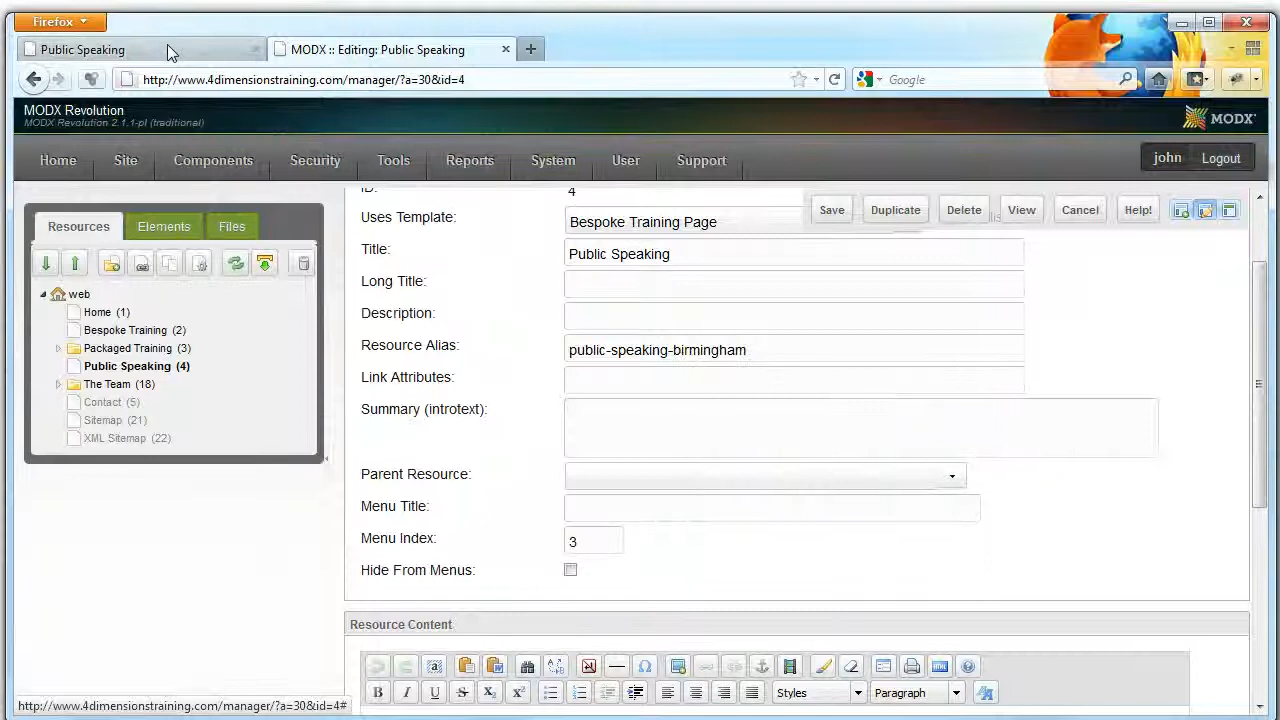 Firefox
Public Speaking
MODX :: Editing: Public Speaking
http://www.4dimensionstraining.com/manager/?a=30&id=4
Google
MODX Revolution
MODX Revolution 2.1.1-pl (traditional)
MODX
Home Site Components Security Tools Reports System User Support
john Logout
ID: 4
Save Duplicate Delete View Cancel Help!
Resources Elements Files
Uses Template: Bespoke Training Page
Title: Public Speaking
Long Title:
Description:
Resource Alias: public-speaking-birmingham
Link Attributes:
Summary (introtext):
Parent Resource:
Menu Title:
Menu Index: 3
Hide From Menus:
web
Home (1)
Bespoke Training (2)
Packaged Training (3)
Public Speaking (4)
The Team (18)
Contact (5)
Sitemap (21)
XML Sitemap (22)
Resource Content
B I U S X₂ X² Styles Paragraph
http://www.4dimensionstraining.com/manager/?a=30&id=4#